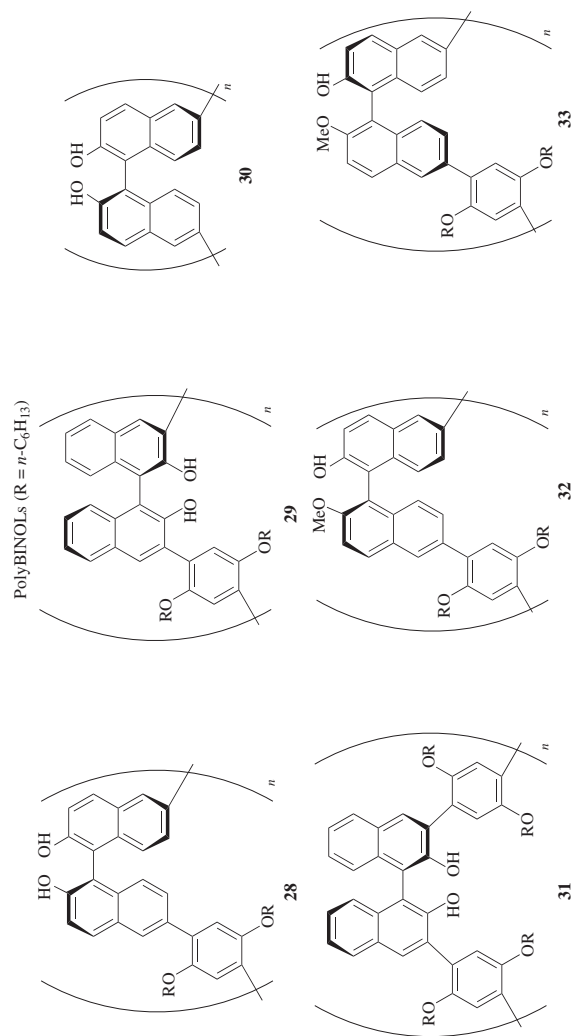 PolyBINOLs (R = n-C₆H₁₃)
HO
OH
RO
OR
n
28
OH
HO
RO
OR
n
29
HO
OH
n
30
OH
HO
OR
RO
RO
OR
n
31
MeO
OH
RO
OR
n
32
MeO
OH
RO
OR
n
33